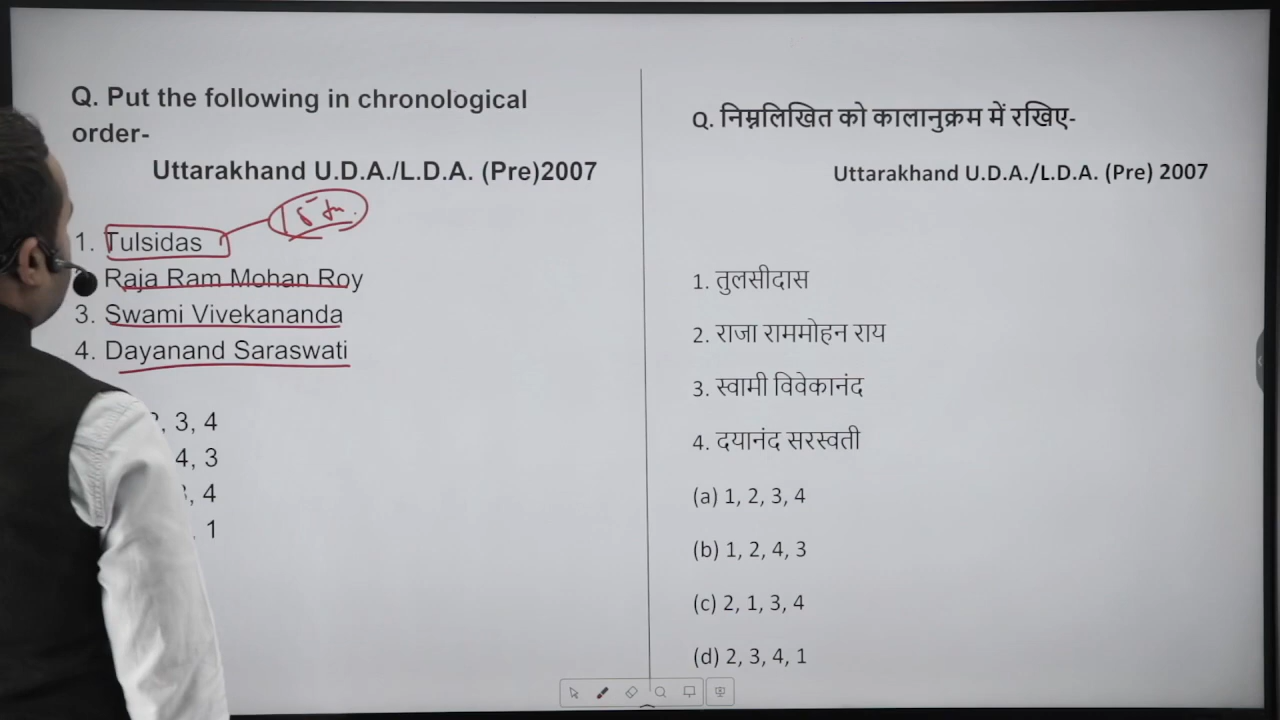 Q. Put the following in chronological
order-
Uttarakhand U.D.A./L.D.A. (Pre)2007
1. Tulsidas
Raja Ram Mohan Roy
3. Swami Vivekananda
4. Dayanand Saraswati
, 3, 4
4, 3
, 4
, 1
Q. निम्नलिखित को कालानुक्रम में रखिए-
Uttarakhand U.D.A./L.D.A. (Pre) 2007
1. तुलसीदास
2. राजा राममोहन राय
3. स्वामी विवेकानंद
4. दयानंद सरस्वती
(a) 1, 2, 3, 4
(b) 1, 2, 4, 3
(c) 2, 1, 3, 4
(d) 2, 3, 4, 1